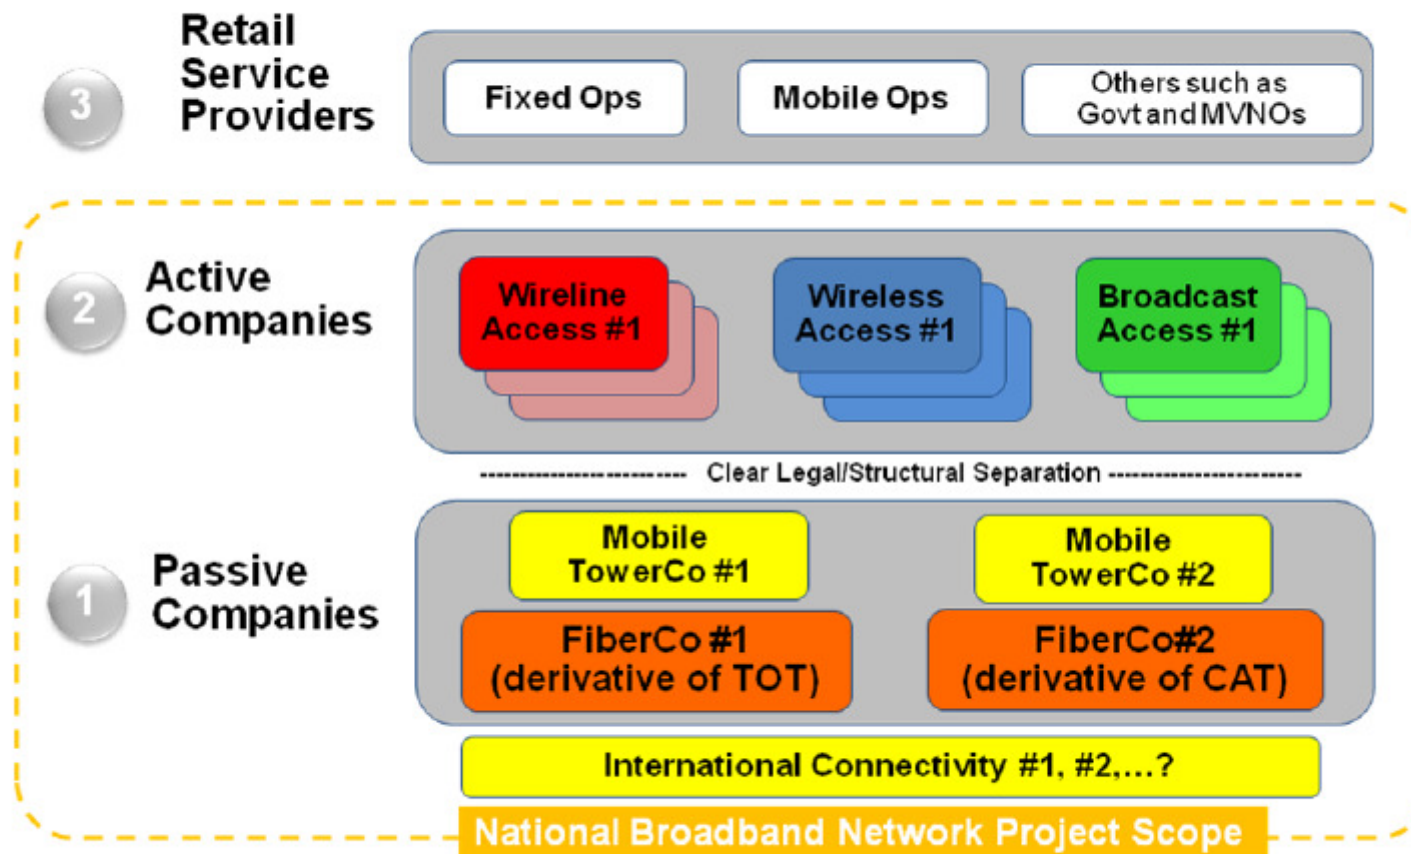 Retail
Service
Providers
3
Fixed Ops
Mobile Ops
Others such as
Govt and MVNOs
Active
Companies
2
Wireline
Access #1
Wireless
Access #1
Broadcast
Access #1
------------------------- Clear Legal/Structural Separation -----------------------
Passive
Companies
1
Mobile
TowerCo #1
Mobile
TowerCo #2
FiberCo #1
(derivative of TOT)
FiberCo#2
(derivative of CAT)
International Connectivity #1, #2,...?
National Broadband Network Project Scope